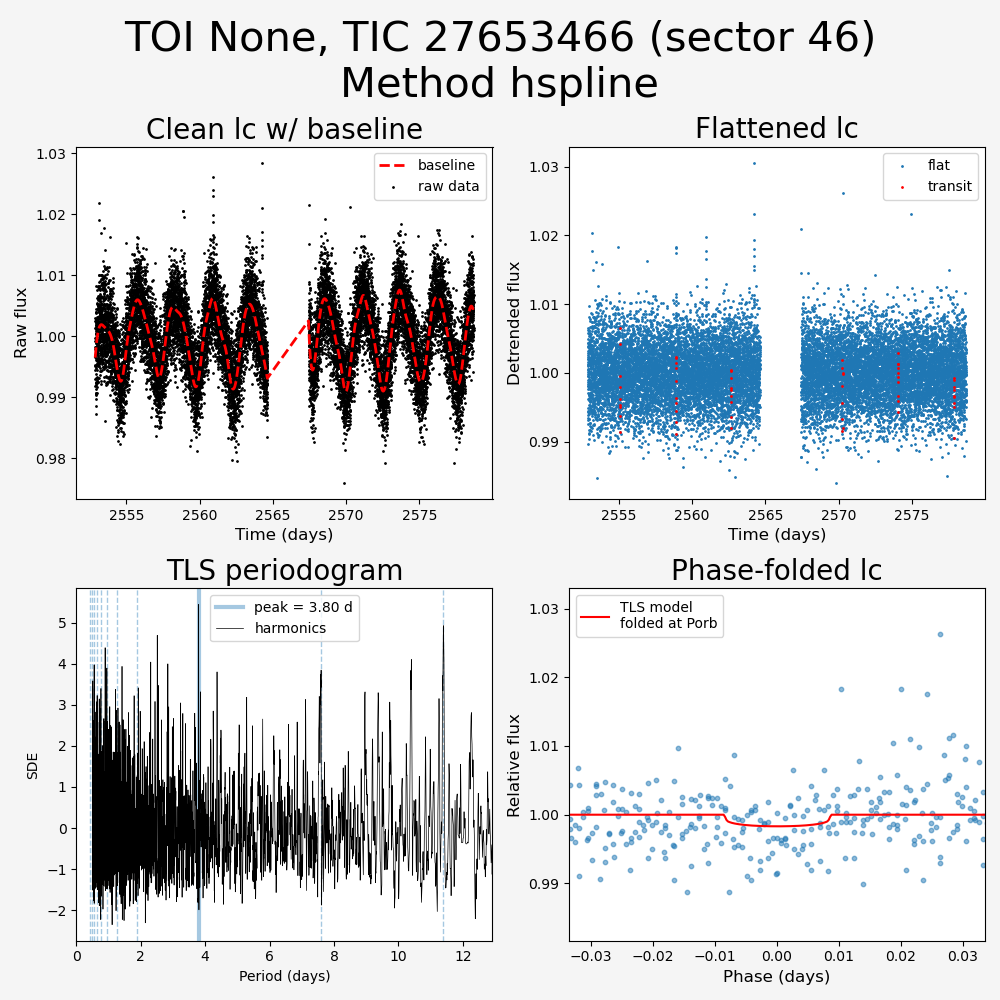 TOI None, TIC 27653466 (sector 46)
Method hspline
Clean lc w/ baseline
Flattened lc
1.03
1.02
1.01
1.00
0.99
0.98
Raw flux
baseline
raw data
2555
2560
2565
2570
2575
Time (days)
1.03
1.02
1.01
1.00
0.99
Detrended flux
flat
transit
2555
2560
2565
2570
2575
Time (days)
TLS periodogram
Phase-folded lc
5
4
3
2
1
0
−1
−2
SDE
peak = 3.80 d
harmonics
0
2
4
6
8
10
12
Period (days)
1.03
1.02
1.01
1.00
0.99
Relative flux
TLS model
folded at Porb
−0.03
−0.02
−0.01
0.00
0.01
0.02
0.03
Phase (days)